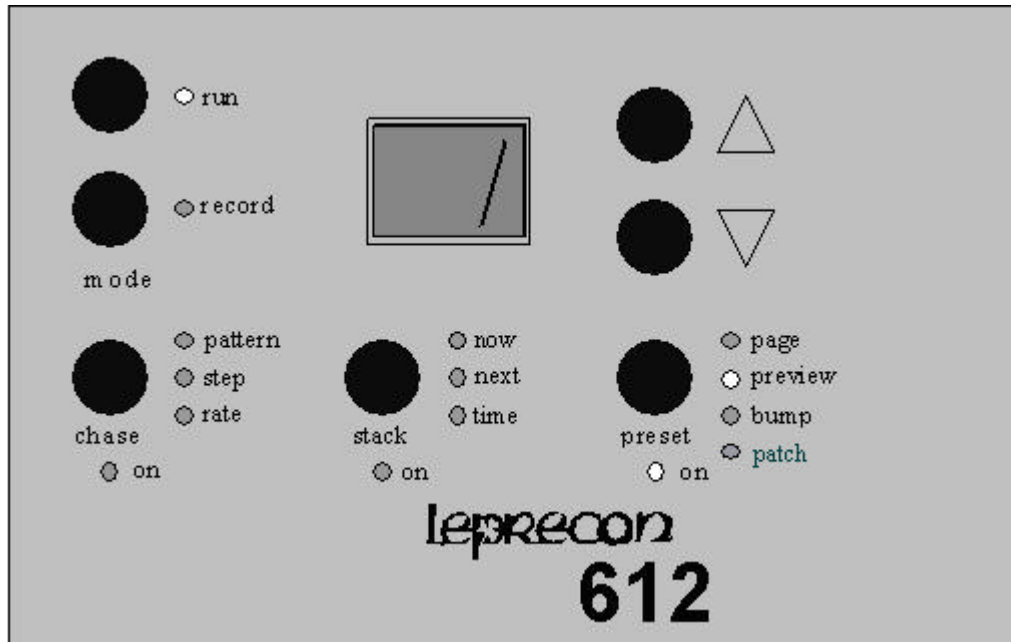 run
record
mode
pattern
now
page
step
next
preview
rate
time
bump
chase
stack
preset
patch
on
on
on
leprecon
612